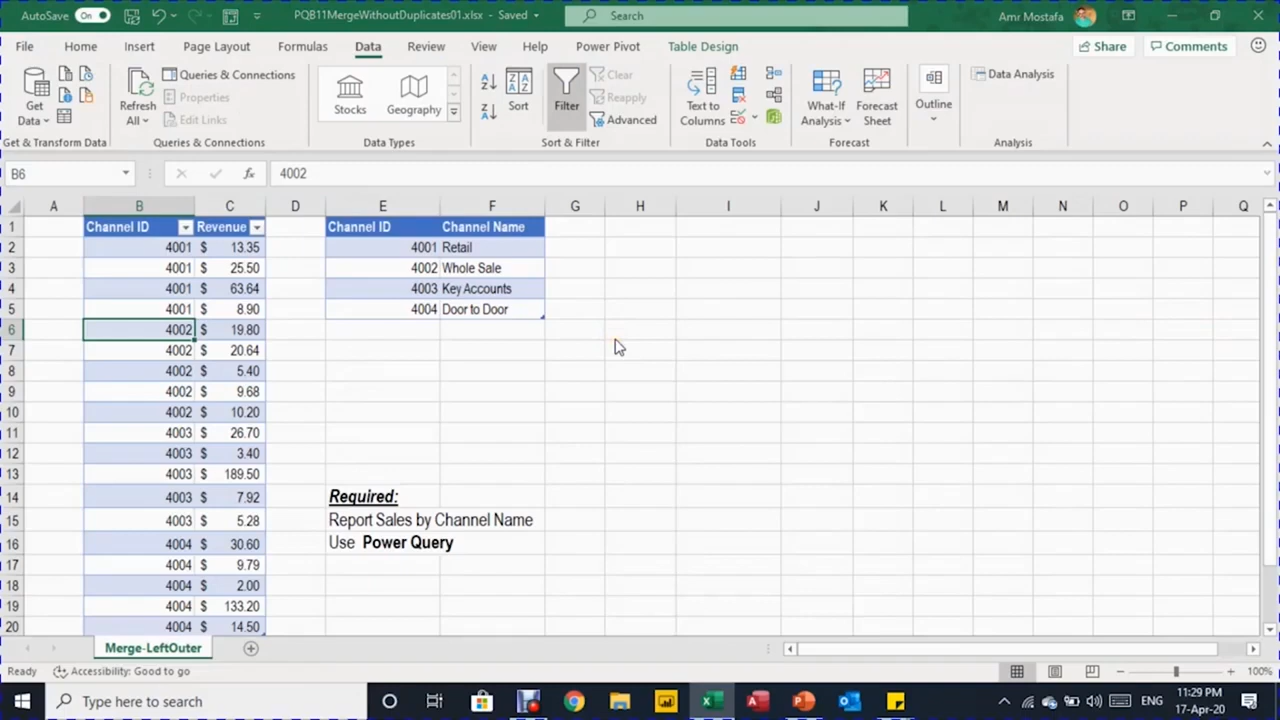 AutoSave On PQB11MergeWithoutDuplicates01.xlsx - Saved Search Amr Mostafa
File Home Insert Page Layout Formulas Data Review View Help Power Pivot Table Design Share Comments
Get Data Refresh All Queries & Connections Properties Edit Links Stocks Geography Sort Filter Clear Reapply Advanced Text to Columns What-If Analysis Forecast Sheet Outline Data Analysis
Get & Transform Data Queries & Connections Data Types Sort & Filter Data Tools Forecast Analysis
B6 fx 4002
A B C D E F G H I J K L M N O P Q
1 Channel ID Revenue Channel ID Channel Name
2 4001 $ 13.35 4001 Retail
3 4001 $ 25.50 4002 Whole Sale
4 4001 $ 63.64 4003 Key Accounts
5 4001 $ 8.90 4004 Door to Door
6 4002 $ 19.80
7 4002 $ 20.64
8 4002 $ 5.40
9 4002 $ 9.68
10 4002 $ 10.20
11 4003 $ 26.70
12 4003 $ 3.40
13 4003 $ 189.50
14 4003 $ 7.92 Required:
15 4003 $ 5.28 Report Sales by Channel Name
16 4004 $ 30.60 Use Power Query
17 4004 $ 9.79
18 4004 $ 2.00
19 4004 $ 133.20
20 4004 $ 14.50
Merge-LeftOuter
Ready Accessibility: Good to go 100%
Type here to search ENG 11:29 PM
17-Apr-20